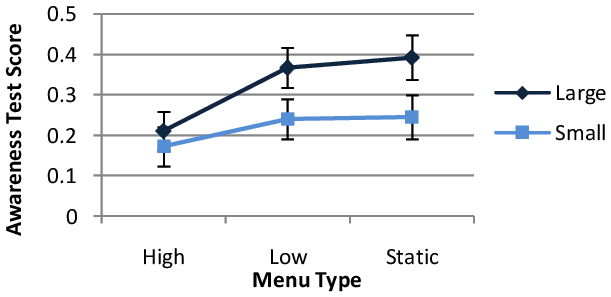 0.5
0.4
0.3
0.2
0.1
0
Awareness Test Score
High Low Static
Menu Type
Large
Small